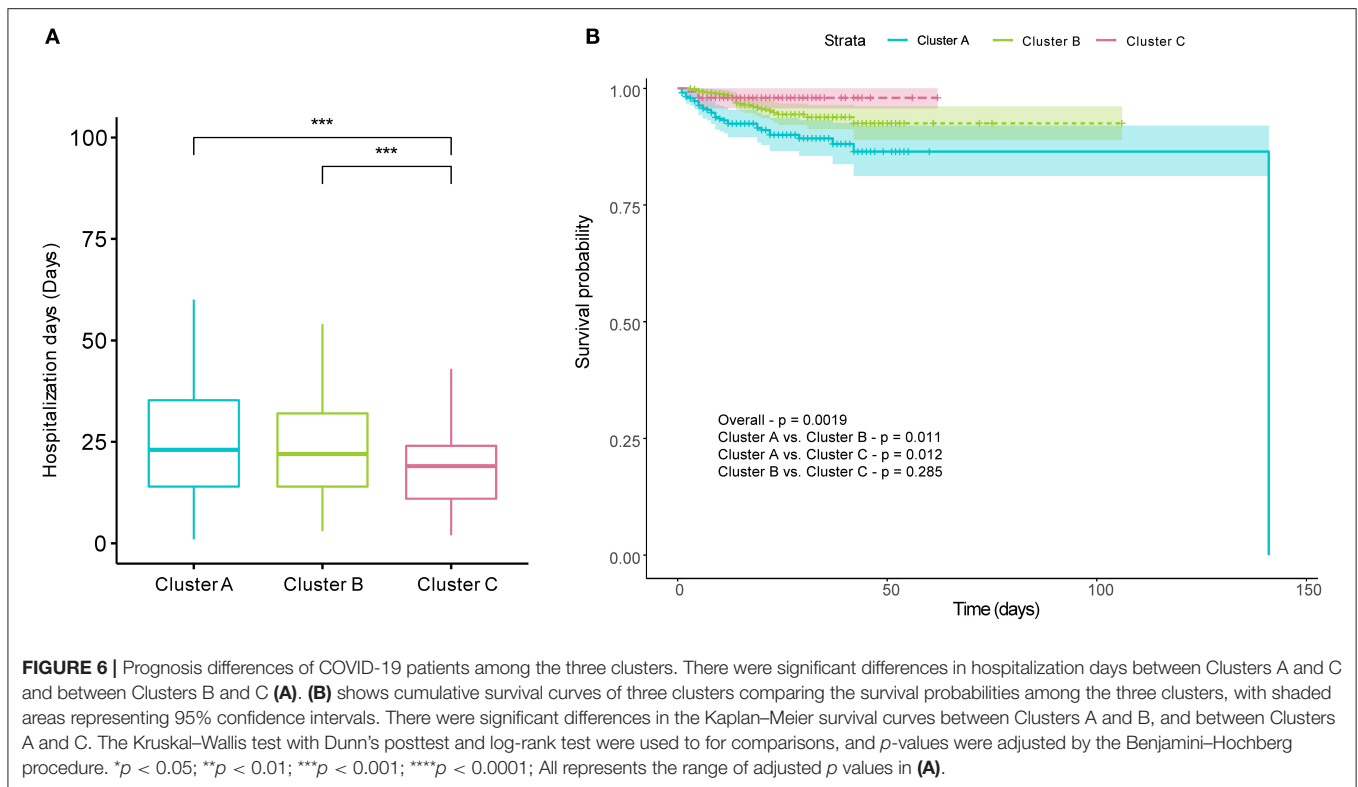 A
B
Strata Cluster A Cluster B Cluster C
***
***
100
75
50
25
0
Hospitalization days (Days)
Cluster A Cluster B Cluster C
1.00
0.75
0.50
0.25
0.00
Survival probability
Overall - p = 0.0019
Cluster A vs. Cluster B - p = 0.011
Cluster A vs. Cluster C - p = 0.012
Cluster B vs. Cluster C - p = 0.285
0 50 100 150
Time (days)
FIGURE 6 | Prognosis differences of COVID-19 patients among the three clusters. There were significant differences in hospitalization days between Clusters A and C
and between Clusters B and C (A). (B) shows cumulative survival curves of three clusters comparing the survival probabilities among the three clusters, with shaded
areas representing 95% confidence intervals. There were significant differences in the Kaplan–Meier survival curves between Clusters A and B, and between Clusters
A and C. The Kruskal–Wallis test with Dunn's posttest and log-rank test were used to for comparisons, and p-values were adjusted by the Benjamini–Hochberg
procedure. *p < 0.05; **p < 0.01; ***p < 0.001; ****p < 0.0001; All represents the range of adjusted p values in (A).